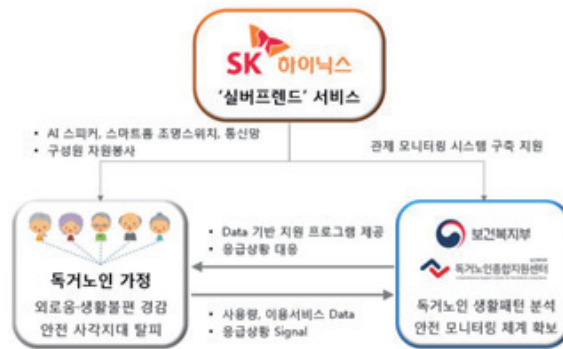 SK 하이닉스
'실버프렌드' 서비스
• AI 스피커, 스마트홈 조명스위치, 통신망
• 구성원 자원봉사
관제 모니터링 시스템 구축 지원
독거노인 가정
외로움·생활불편 경감
안전 사각지대 탈피
• Data 기반 지원 프로그램 제공
• 응급상황 대응
• 사용량, 이용서비스 Data
• 응급상황 Signal
보건복지부
독거노인종합지원센터
독거노인 생활패턴 분석
안전 모니터링 체계 확보